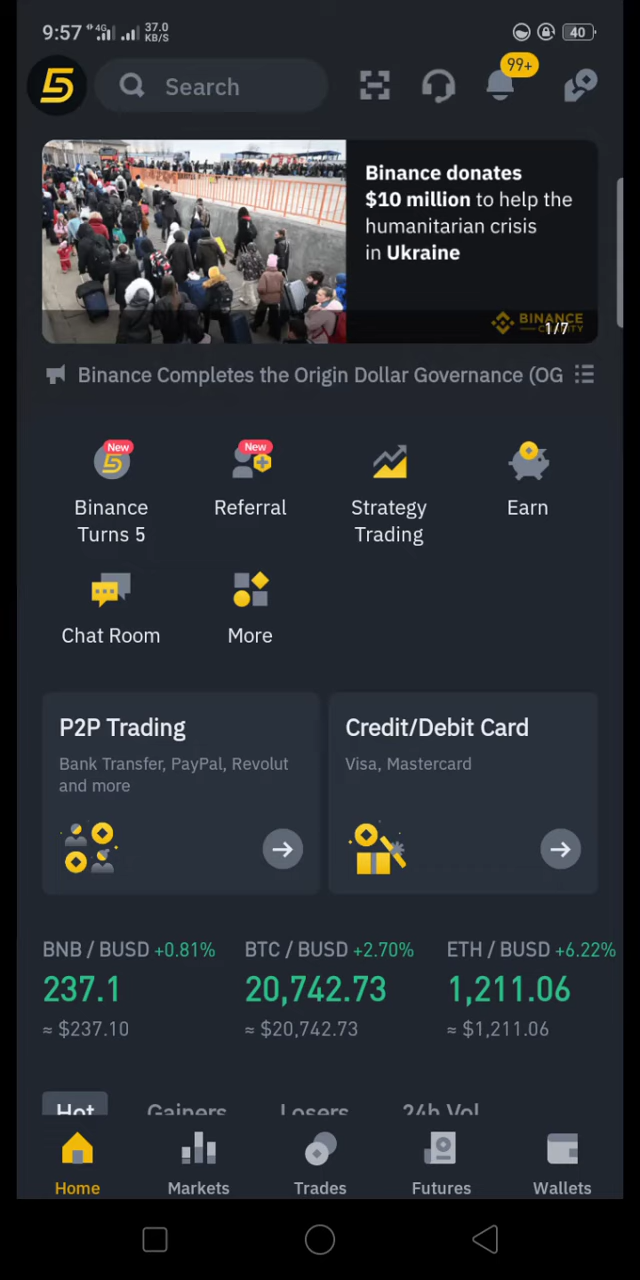 9:57 4G 37.0 KB/S 40
99+
Search
Binance donates
$10 million to help the
humanitarian crisis
in Ukraine
BINANCE
1/7
Binance Completes the Origin Dollar Governance (OG
New
New
Binance
Turns 5
Referral
Strategy
Trading
Earn
Chat Room
More
P2P Trading
Bank Transfer, PayPal, Revolut
and more
Credit/Debit Card
Visa, Mastercard
BNB / BUSD +0.81%
237.1
≈ $237.10
BTC / BUSD +2.70%
20,742.73
≈ $20,742.73
ETH / BUSD +6.22%
1,211.06
≈ $1,211.06
Hot Gainers Losers 24h Vol
Home Markets Trades Futures Wallets